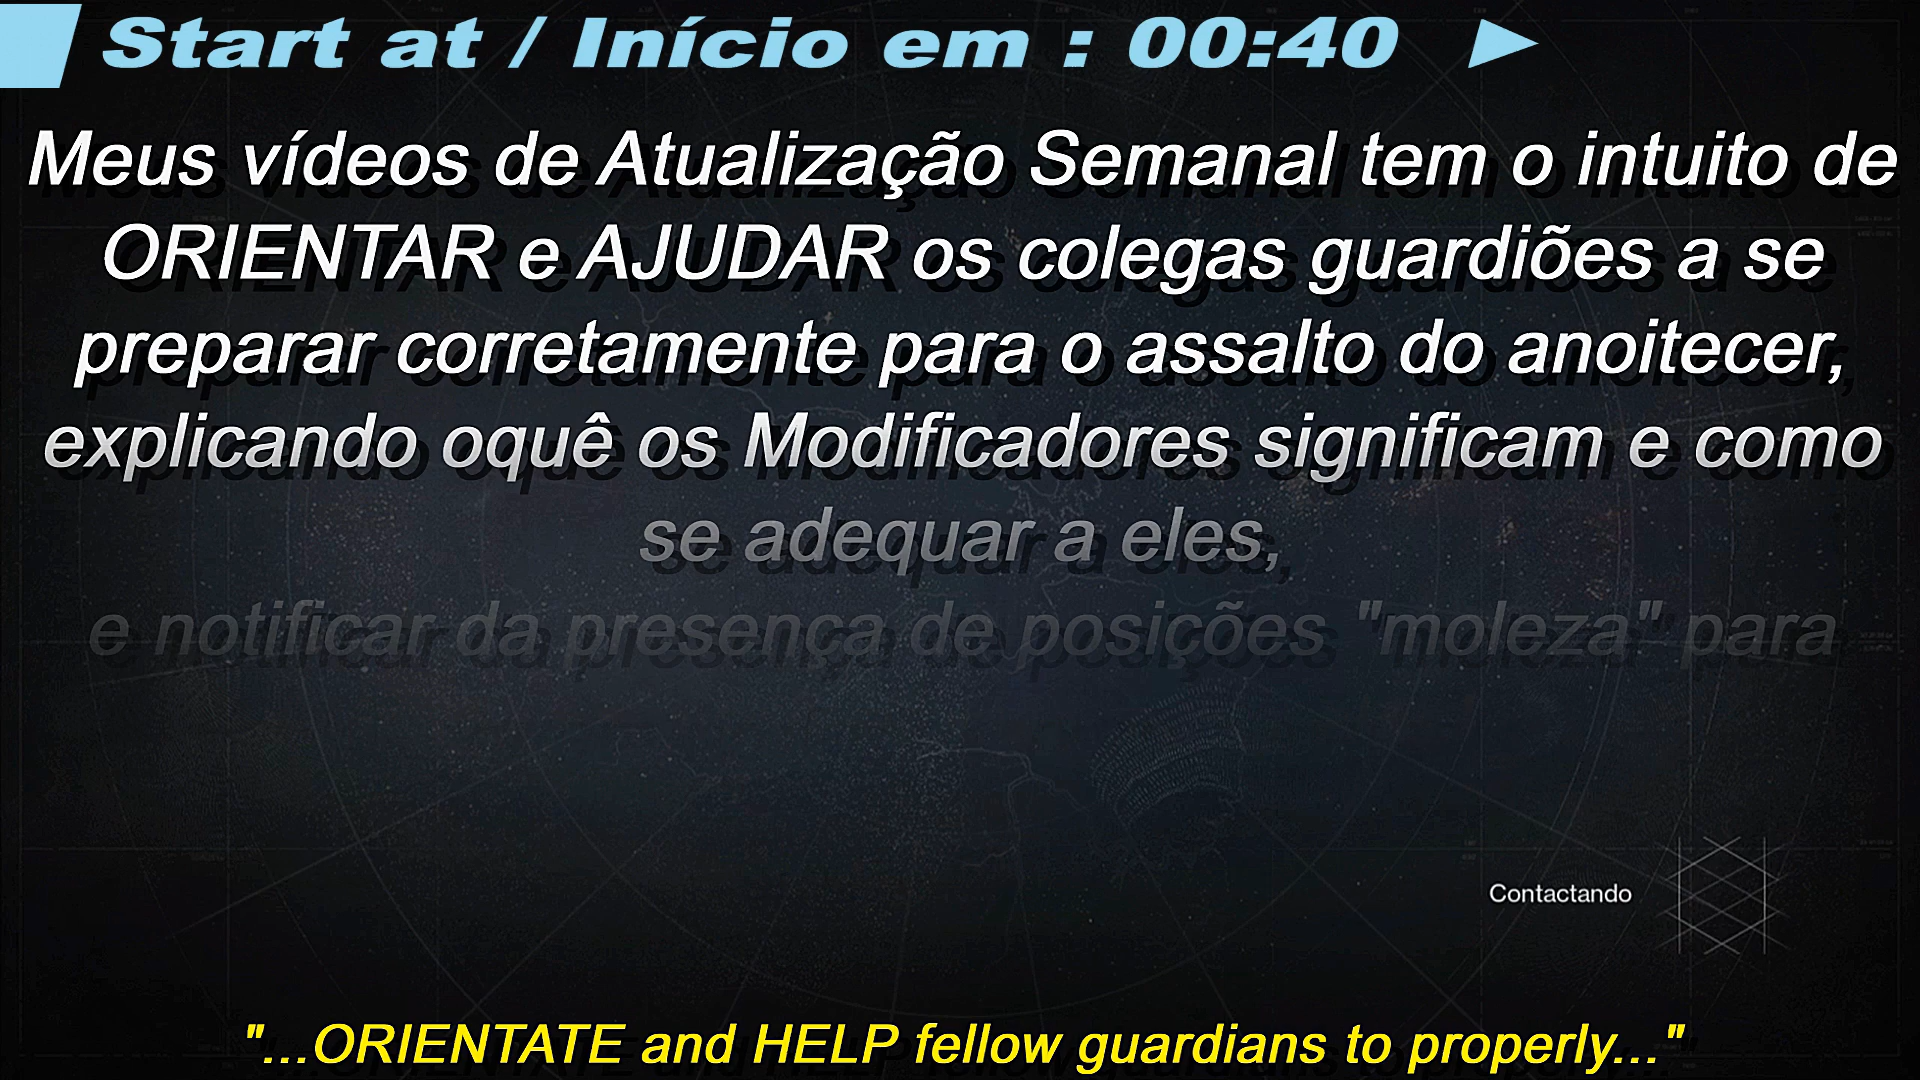 Start at / Início em : 00:40
Meus vídeos de Atualização Semanal tem o intuito de
ORIENTAR e AJUDAR os colegas guardiões a se
preparar corretamente para o assalto do anoitecer,
explicando oquê os Modificadores significam e como
se adequar a eles,
e notificar da presença de posições "moleza" para
Contactando
"...ORIENTATE and HELP fellow guardians to properly..."